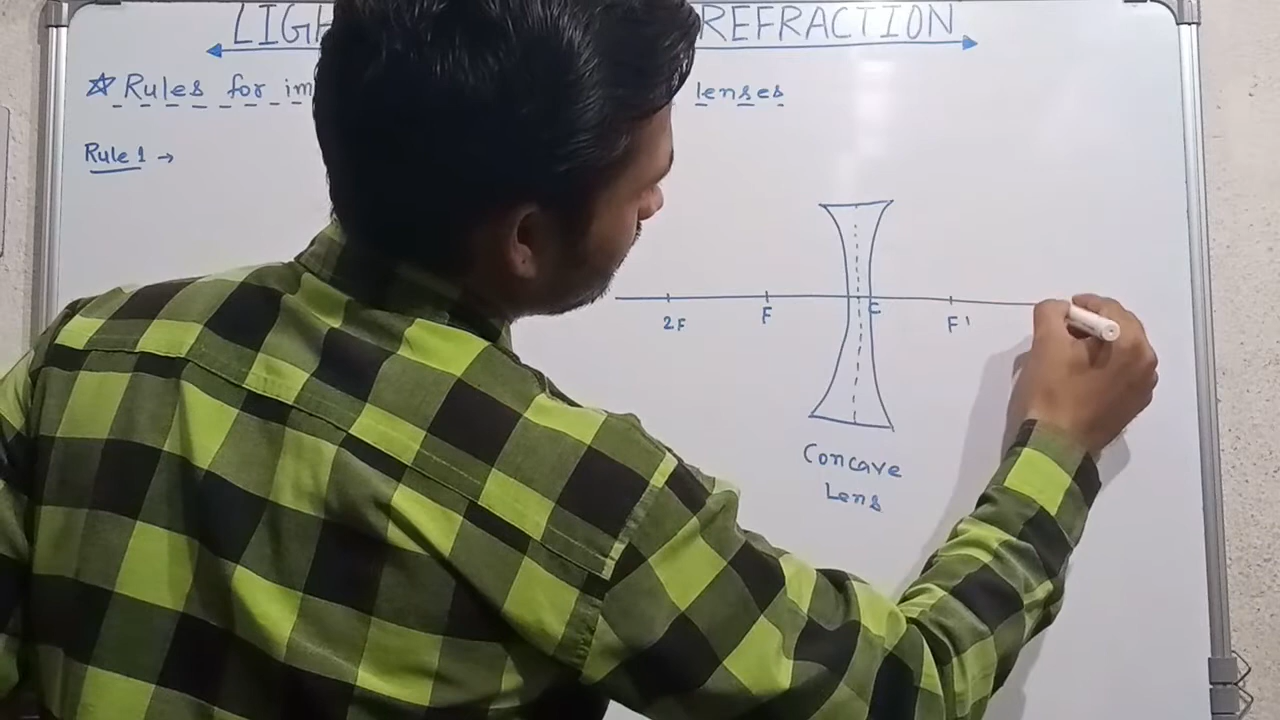 LIGH REFRACTION
☆ Rules for im lenses
Rule 1 →
2F F C F'
Concave
Lens